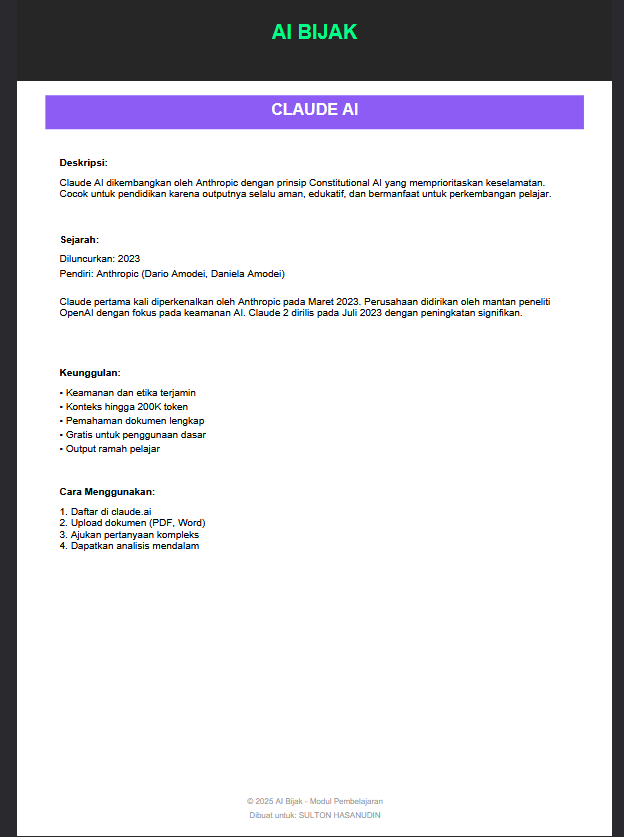 AI BIJAK
CLAUDE AI
Deskripsi:
Claude AI dikembangkan oleh Anthropic dengan prinsip Constitutional AI yang memprioritaskan keselamatan.
Cocok untuk pendidikan karena outputnya selalu aman, edukatif, dan bermanfaat untuk perkembangan pelajar.
Sejarah:
Diluncurkan: 2023
Pendiri: Anthropic (Dario Amodei, Daniela Amodei)
Claude pertama kali diperkenalkan oleh Anthropic pada Maret 2023. Perusahaan didirikan oleh mantan peneliti
OpenAI dengan fokus pada keamanan AI. Claude 2 dirilis pada Juli 2023 dengan peningkatan signifikan.
Keunggulan:
• Keamanan dan etika terjamin
• Konteks hingga 200K token
• Pemahaman dokumen lengkap
• Gratis untuk penggunaan dasar
• Output ramah pelajar
Cara Menggunakan:
1. Daftar di claude.ai
2. Upload dokumen (PDF, Word)
3. Ajukan pertanyaan kompleks
4. Dapatkan analisis mendalam
© 2025 AI Bijak - Modul Pembelajaran
Dibuat untuk: SULTON HASANUDIN